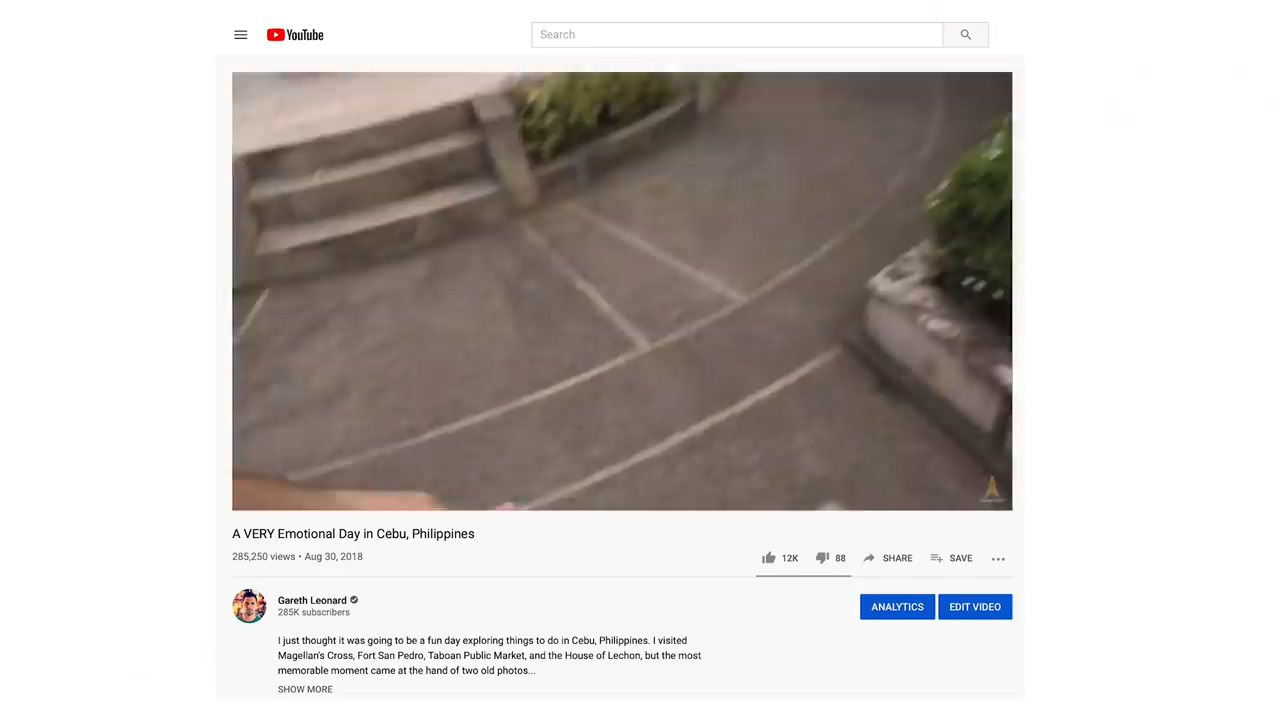 YouTube
Search
A VERY Emotional Day in Cebu, Philippines
285,250 views • Aug 30, 2018
12K
88
SHARE
SAVE
Gareth Leonard
285K subscribers
ANALYTICS
EDIT VIDEO
I just thought it was going to be a fun day exploring things to do in Cebu, Philippines. I visited
Magellan's Cross, Fort San Pedro, Taboan Public Market, and the House of Lechon, but the most
memorable moment came at the hand of two old photos...
SHOW MORE